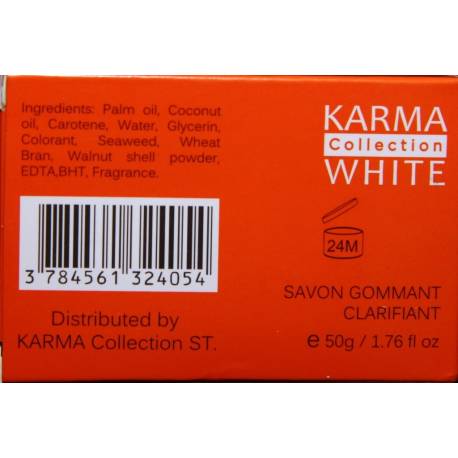 Ingredients: Palm oil, Coconut
oil, Carotene, Water, Glycerin,
Colorant, Seaweed, Wheat
Bran, Walnut shell powder,
EDTA,BHT, Fragrance.
3 784561 324054
Distributed by
KARMA Collection ST.
KARMA
Collection
WHITE
24M
SAVON GOMMANT
CLARIFIANT
e 50g / 1.76 fl oz